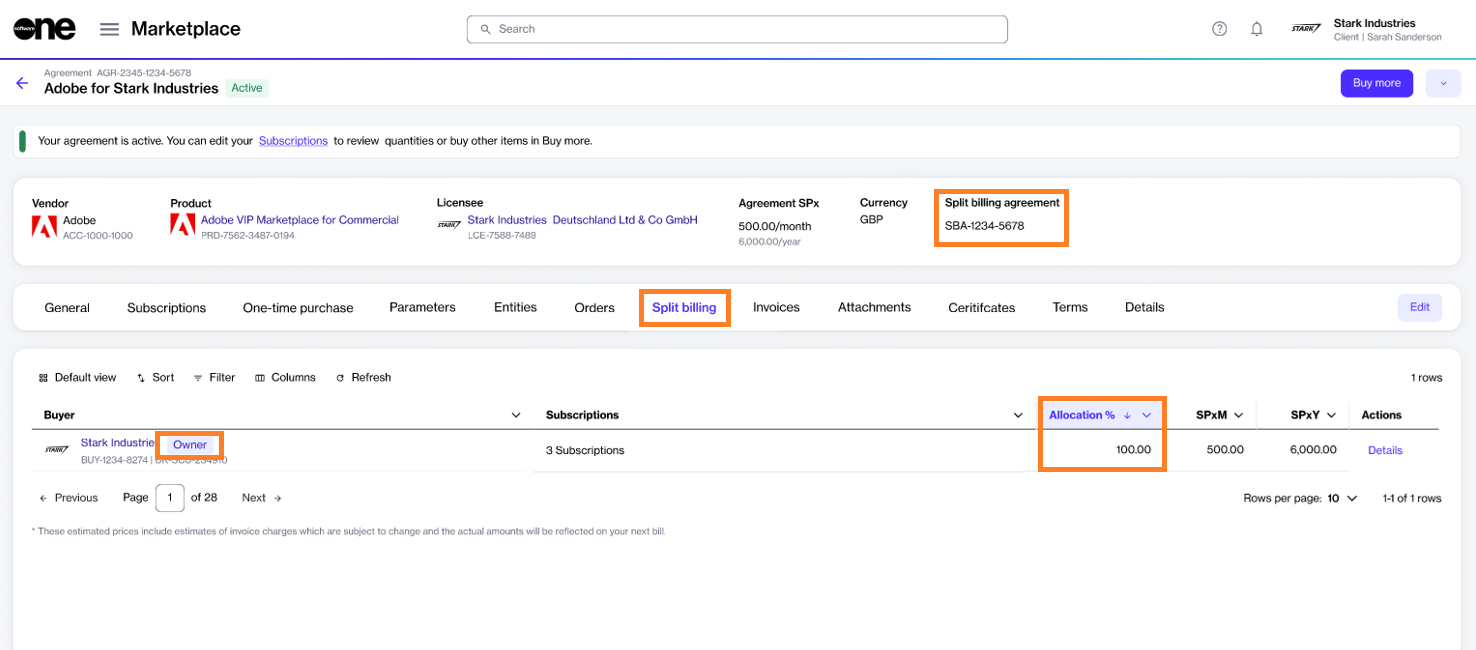 software one
Marketplace
Search
STARK
Stark Industries
Client | Sarah Sanderson
Agreement AGR-2345-1234-5678
Adobe for Stark Industries Active
Buy more
Your agreement is active. You can edit your Subscriptions to review quantities or buy other items in Buy more.
Vendor
Adobe
ACC-1000-1000
Product
Adobe VIP Marketplace for Commercial
PRD-7562-3487-0194
Licensee
STARK
Stark Industries Deutschland Ltd & Co GmbH
LCE-7588-7489
Agreement SPx
500.00/month
6,000.00/year
Currency
GBP
Split billing agreement
SBA-1234-5678
General Subscriptions One-time purchase Parameters Entities Orders Split billing Invoices Attachments Ceritifcates Terms Details Edit
Default view Sort Filter Columns Refresh 1 rows
Buyer Subscriptions Allocation % SPxM SPxY Actions
STARK Stark Industrie Owner 3 Subscriptions 100.00 500.00 6,000.00 Details
BUY-1234-8274 |
Previous Page 1 of 28 Next Rows per page: 10 1-1 of 1 rows
* These estimated prices include estimates of invoice charges which are subject to change and the actual amounts will be reflected on your next bill.